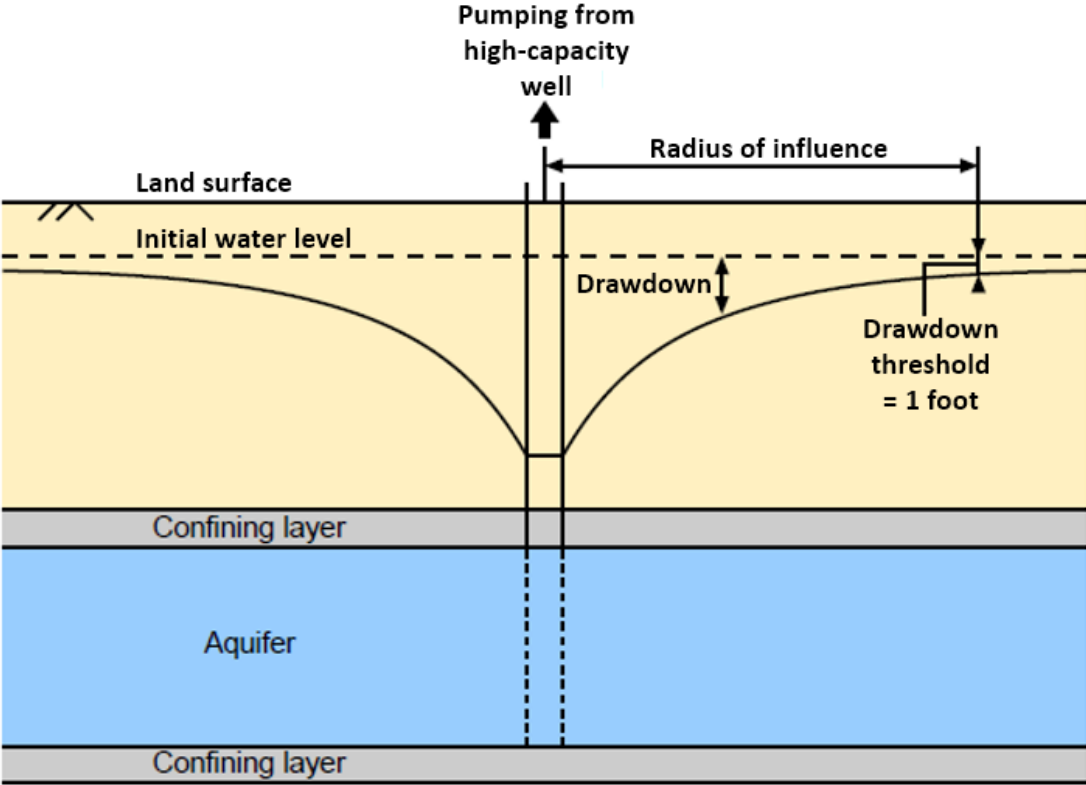 Pumping from
high-capacity
well
Radius of influence
Land surface
Initial water level
Drawdown
Drawdown
threshold
= 1 foot
Confining layer
Aquifer
Confining layer